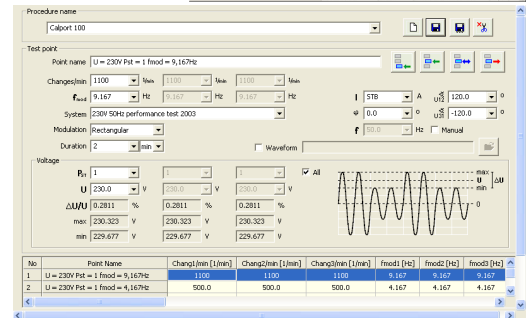 Procedure name
Calport 100
Test point
Point name U = 230V Pst = 1 fmod = 9,167Hz
Changes/min 1100 1/min 1100 1/min 1100 1/min
fmod 9.167 Hz 9.167 Hz 9.167 Hz I STB A U12 120.0 °
System 230V 50Hz performance test 2003 φ 0.0 ° -120.0 °
Modulation Rectangular f 50.0 Hz Manual
Duration 2 min Waveform
Voltage
Pst 1 1 1 All max
U 230.0 V 230.0 V 230.0 V U ΔU
min
ΔU/U 0.2811 % 0.2811 % 0.2811 % 0
max 230.323 V 230.323 V 230.323 V
min 229.677 V 229.677 V 229.677 V
No Point Name Chang1/min [1/min] Chang2/min [1/min] Chang3/min [1/min] fmod1 [Hz] fmod2 [Hz] fmod3 [Hz]
1 U = 230V Pst = 1 fmod = 9,167Hz 1100 1100 1100 9.167 9.167 9.167
2 U = 230V Pst = 1 fmod = 4,167Hz 500.0 500.0 500.0 4.167 4.167 4.167